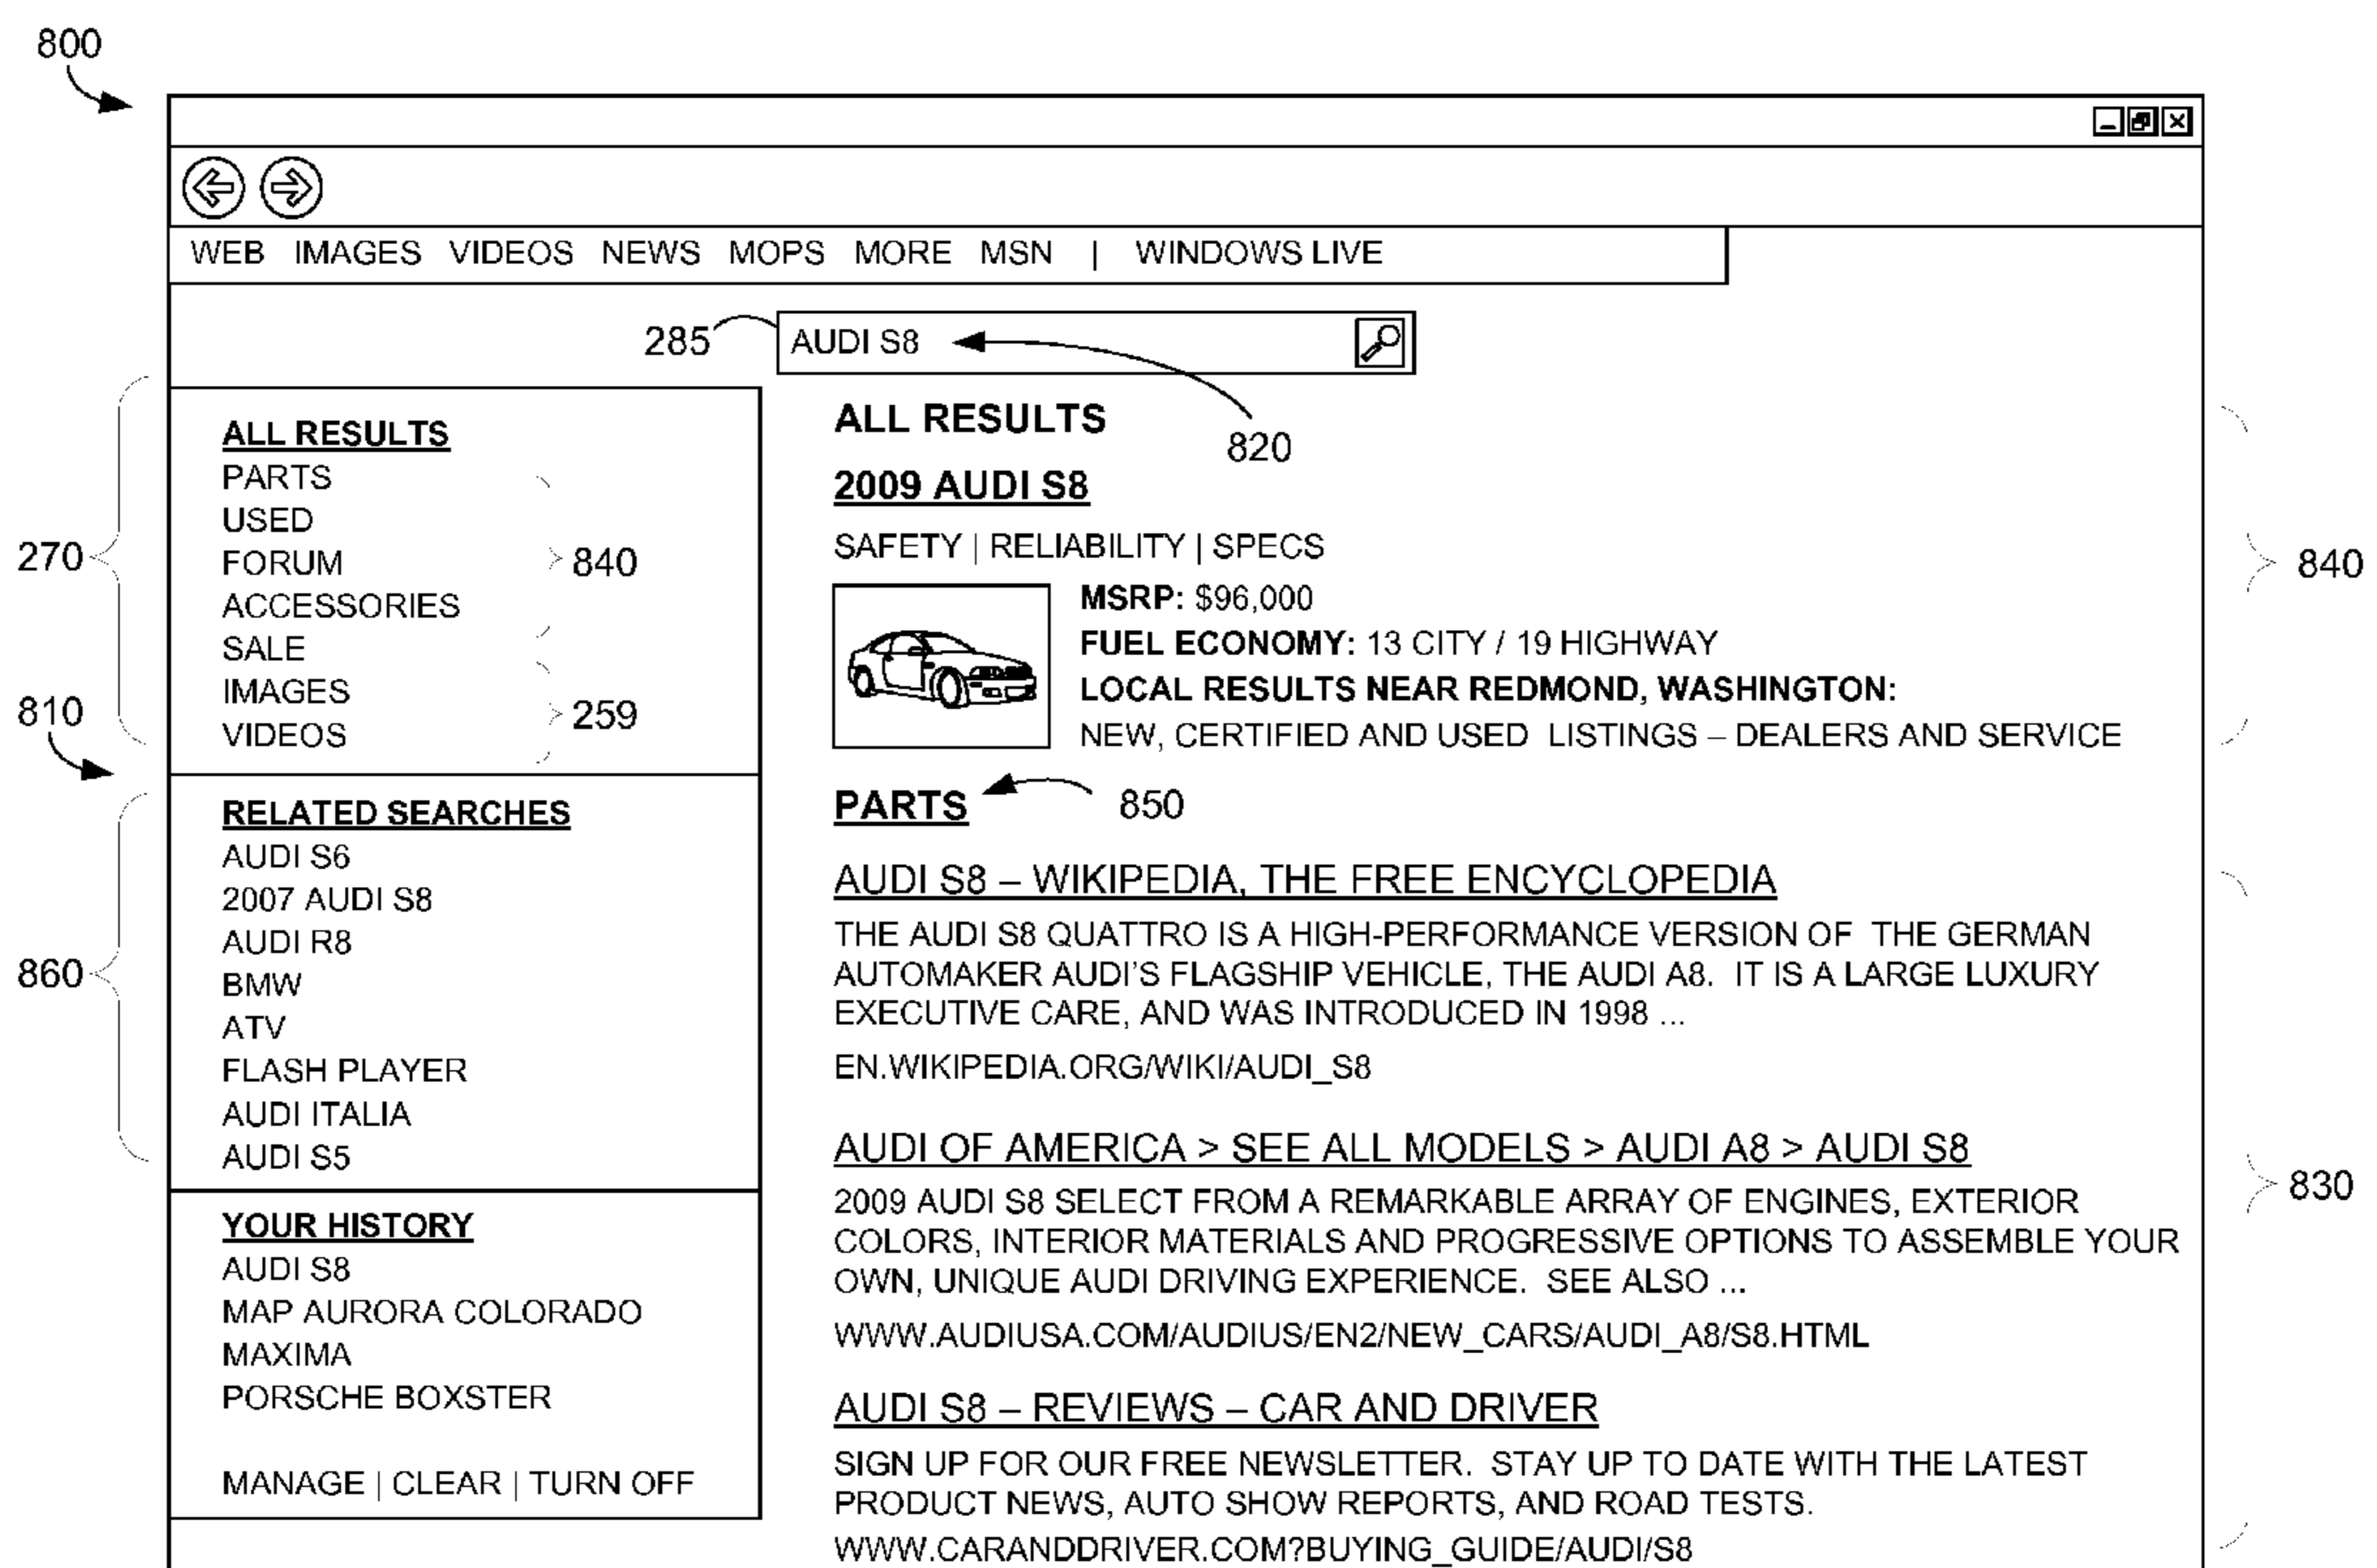 800
WEB IMAGES VIDEOS NEWS MOPS MORE MSN | WINDOWS LIVE
285
AUDI S8
820
270
ALL RESULTS
PARTS
USED
FORUM
ACCESSORIES
SALE
IMAGES
VIDEOS
840
259
810
860
RELATED SEARCHES
AUDI S6
2007 AUDI S8
AUDI R8
BMW
ATV
FLASH PLAYER
AUDI ITALIA
AUDI S5
YOUR HISTORY
AUDI S8
MAP AURORA COLORADO
MAXIMA
PORSCHE BOXSTER
MANAGE | CLEAR | TURN OFF
ALL RESULTS
2009 AUDI S8
SAFETY | RELIABILITY | SPECS
MSRP: $96,000
FUEL ECONOMY: 13 CITY / 19 HIGHWAY
LOCAL RESULTS NEAR REDMOND, WASHINGTON:
NEW, CERTIFIED AND USED LISTINGS – DEALERS AND SERVICE
840
PARTS
850
AUDI S8 – WIKIPEDIA, THE FREE ENCYCLOPEDIA
THE AUDI S8 QUATTRO IS A HIGH-PERFORMANCE VERSION OF THE GERMAN
AUTOMAKER AUDI'S FLAGSHIP VEHICLE, THE AUDI A8. IT IS A LARGE LUXURY
EXECUTIVE CARE, AND WAS INTRODUCED IN 1998 ...
EN.WIKIPEDIA.ORG/WIKI/AUDI_S8
AUDI OF AMERICA > SEE ALL MODELS > AUDI A8 > AUDI S8
2009 AUDI S8 SELECT FROM A REMARKABLE ARRAY OF ENGINES, EXTERIOR
COLORS, INTERIOR MATERIALS AND PROGRESSIVE OPTIONS TO ASSEMBLE YOUR
OWN, UNIQUE AUDI DRIVING EXPERIENCE. SEE ALSO ...
WWW.AUDIUSA.COM/AUDIUS/EN2/NEW_CARS/AUDI_A8/S8.HTML
830
AUDI S8 – REVIEWS – CAR AND DRIVER
SIGN UP FOR OUR FREE NEWSLETTER. STAY UP TO DATE WITH THE LATEST
PRODUCT NEWS, AUTO SHOW REPORTS, AND ROAD TESTS.
WWW.CARANDDRIVER.COM?BUYING_GUIDE/AUDI/S8